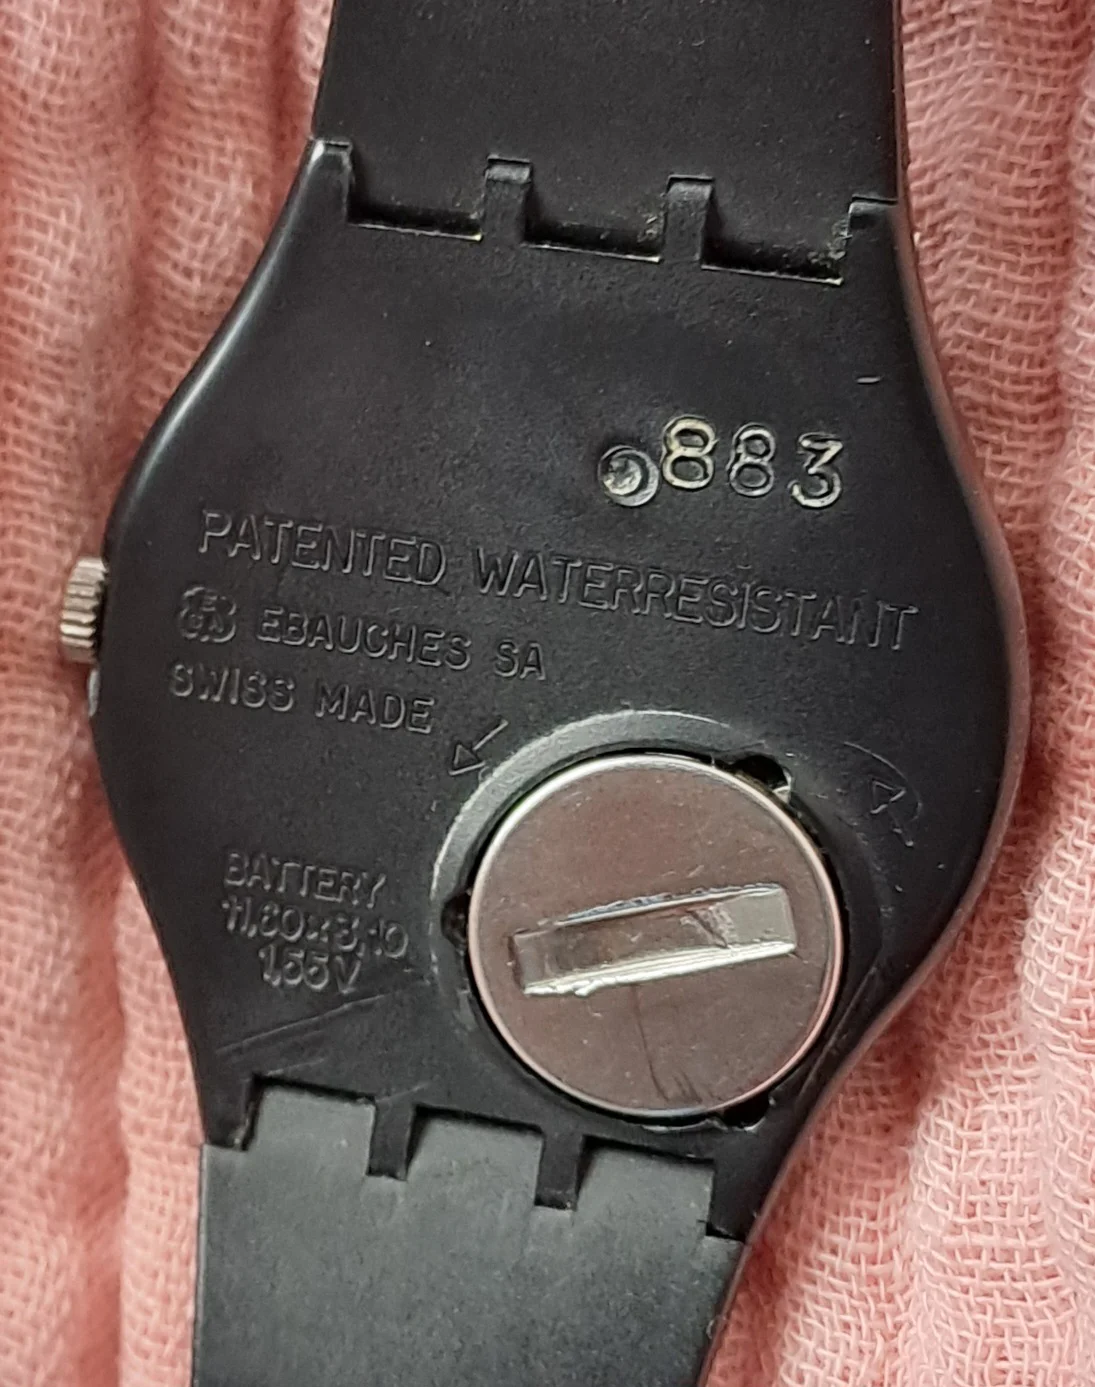 883
PATENTED WATERRESISTANT
EBAUCHES SA
SWISS MADE
BATTERY
11,60x3,10
1,55V